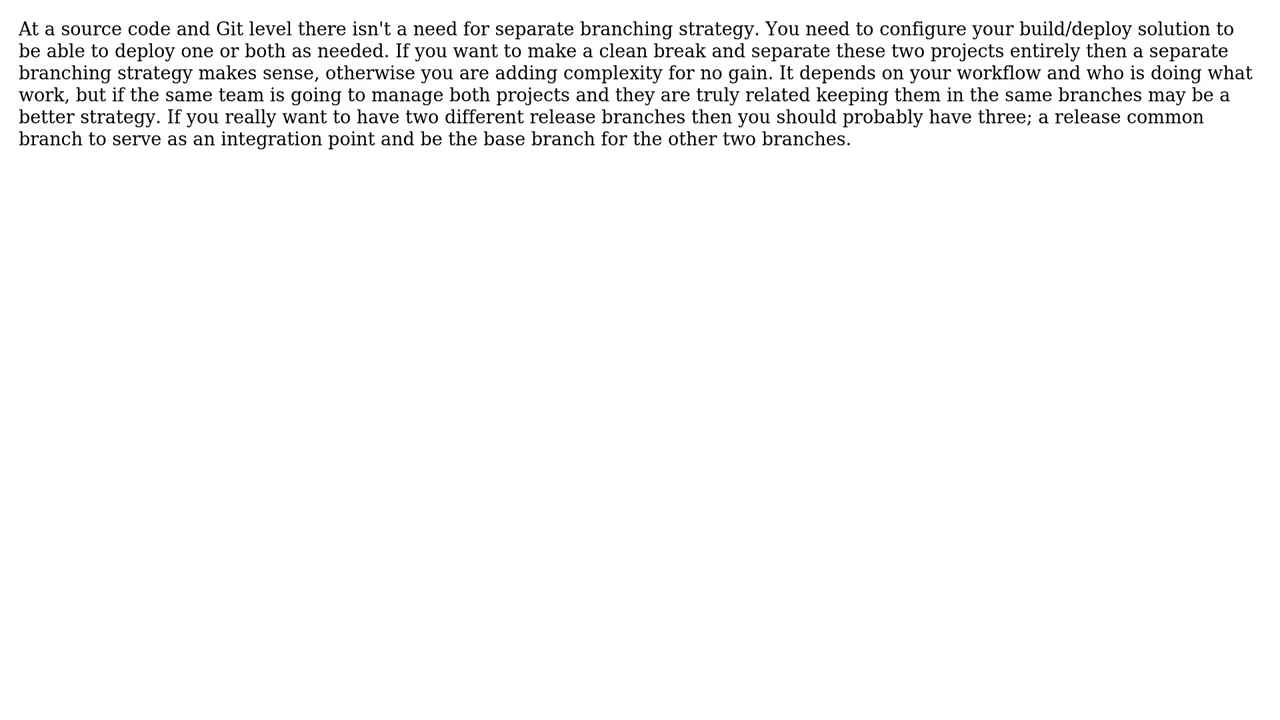 At a source code and Git level there isn't a need for separate branching strategy. You need to configure your build/deploy solution to
be able to deploy one or both as needed. If you want to make a clean break and separate these two projects entirely then a separate
branching strategy makes sense, otherwise you are adding complexity for no gain. It depends on your workflow and who is doing what
work, but if the same team is going to manage both projects and they are truly related keeping them in the same branches may be a
better strategy. If you really want to have two different release branches then you should probably have three; a release common
branch to serve as an integration point and be the base branch for the other two branches.